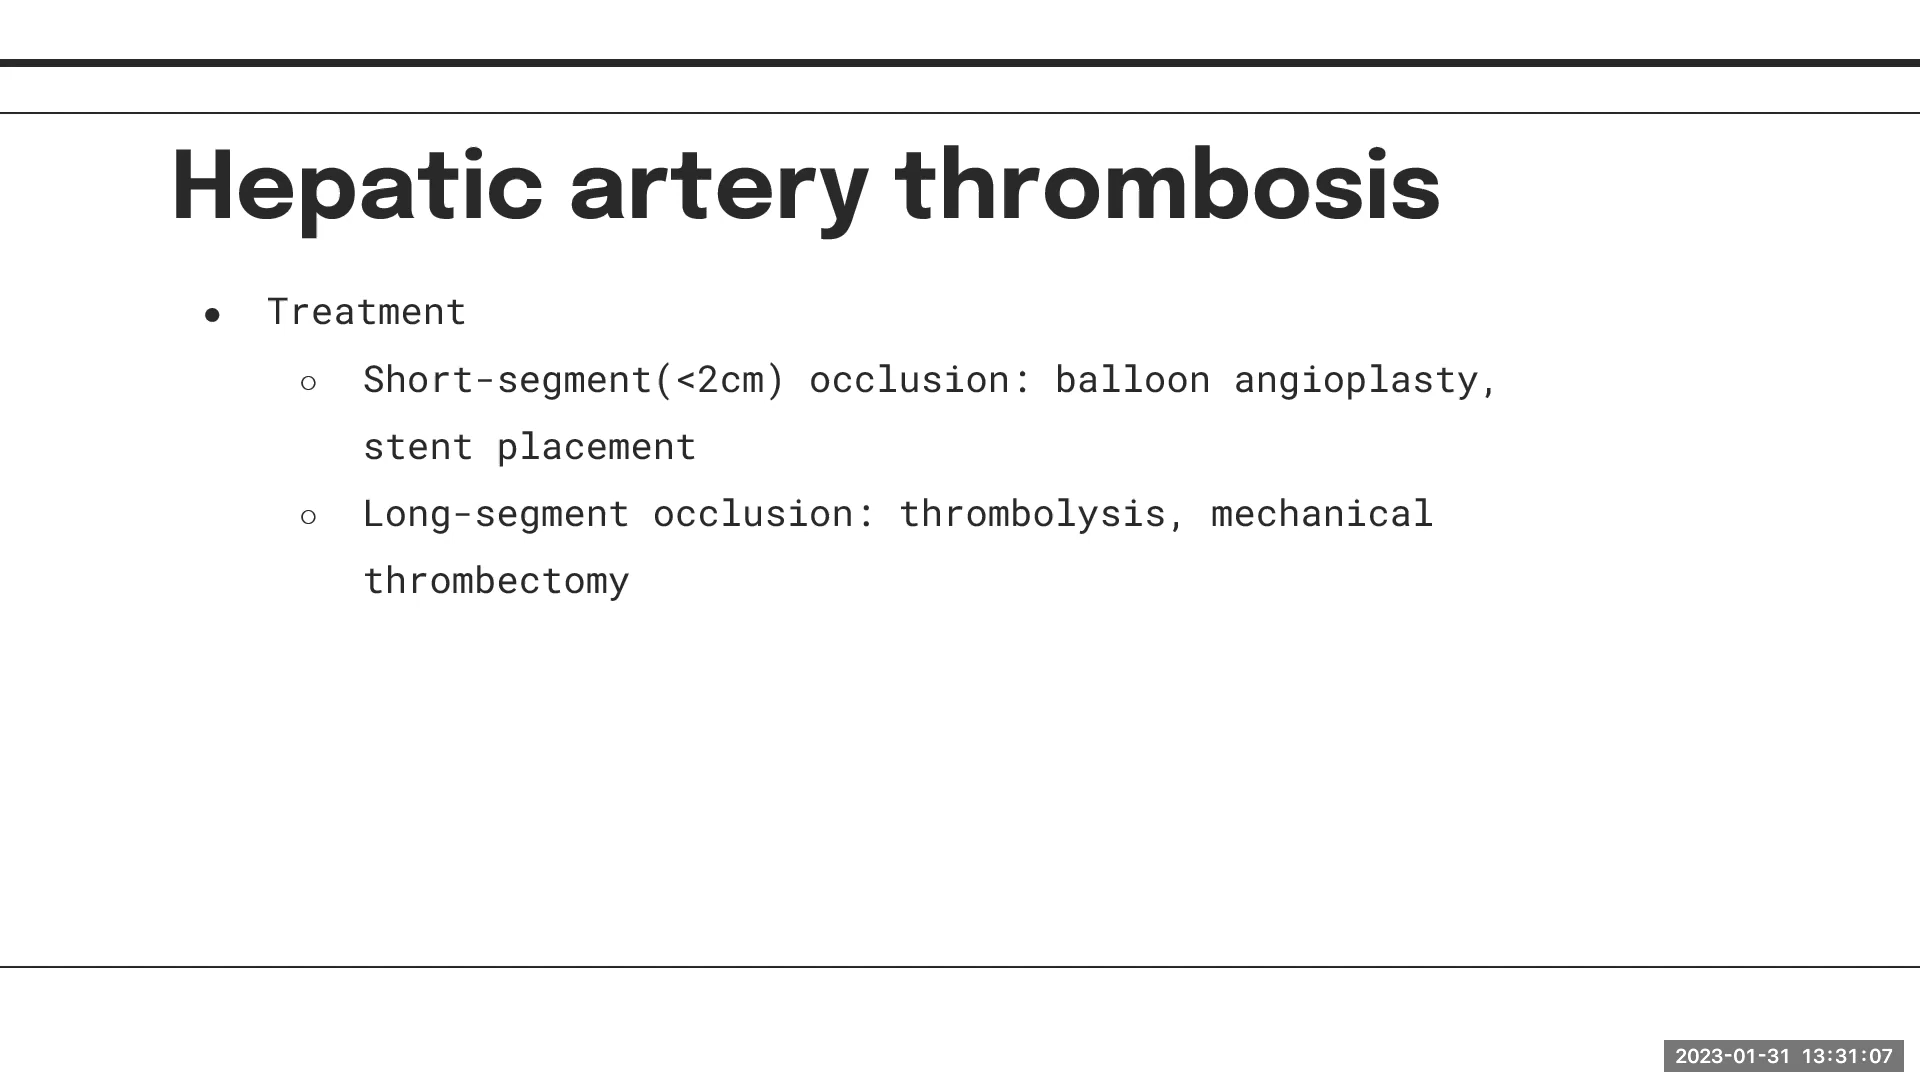 Hepatic artery thrombosis
● Treatment
○ Short-segment(<2cm) occlusion: balloon angioplasty,
stent placement
○ Long-segment occlusion: thrombolysis, mechanical
thrombectomy
2023-01-31 13:31:07